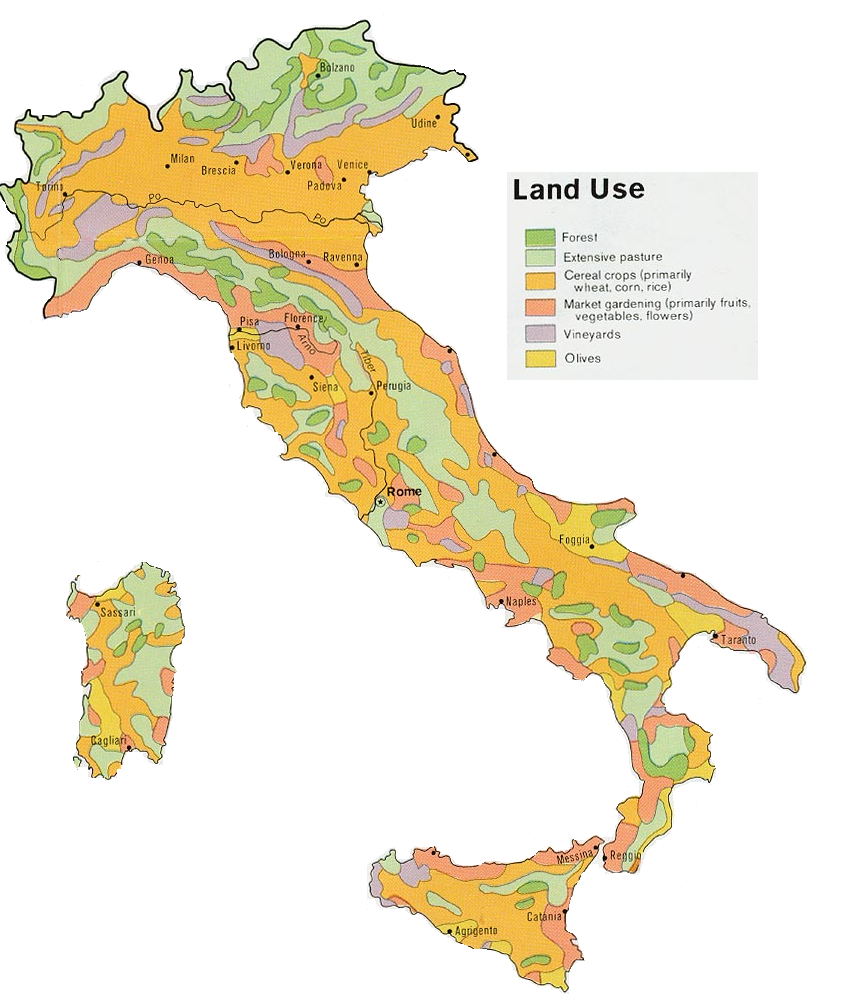 Bolzano
Udine
Milan
Brescia
Verona
Venice
Padova
Torino
Po
Po
Genoa
Bologna
Ravenna
Land Use
Forest
Extensive pasture
Cereal crops (primarily
wheat, corn, rice)
Market gardening (primarily fruits,
vegetables, flowers)
Vineyards
Olives
Pisa
Florence
Livorno
Arno
Siena
Tiber
Perugia
Rome
Foggia
Naples
Taranto
Sassari
Cagliari
Messina
Reggio
Catania
Agrigento